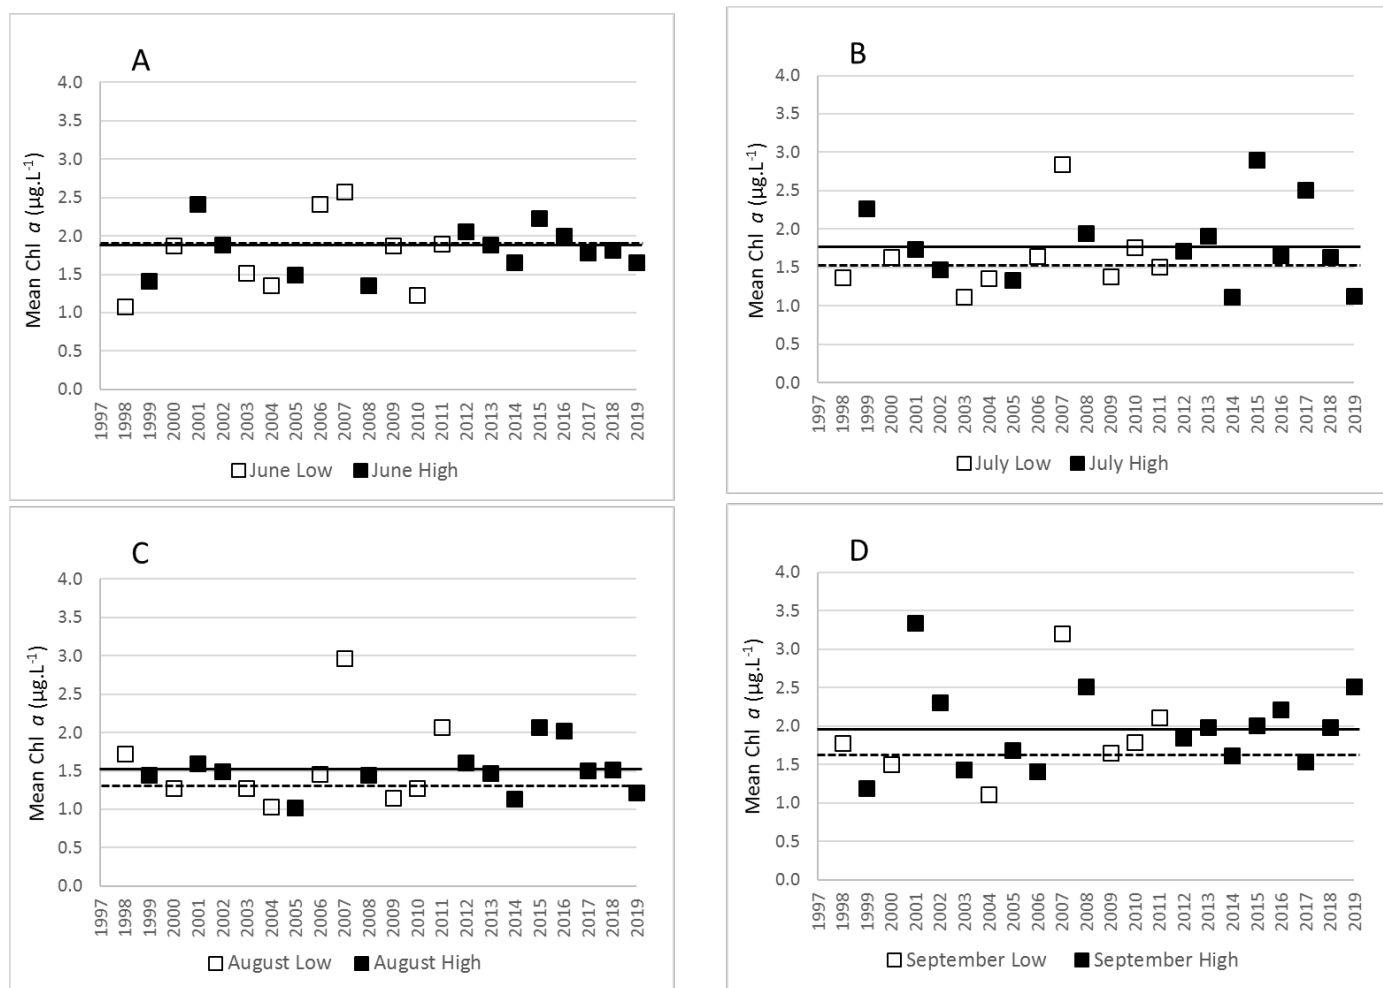 A
Mean Chl a (µg.L-1)
4.0
3.5
3.0
2.5
2.0
1.5
1.0
0.5
0.0
1997 1998 1999 2000 2001 2002 2003 2004 2005 2006 2007 2008 2009 2010 2011 2012 2013 2014 2015 2016 2017 2018 2019
June Low June High
B
Mean Chl a (µg.L-1)
4.0
3.5
3.0
2.5
2.0
1.5
1.0
0.5
0.0
1997 1998 1999 2000 2001 2002 2003 2004 2005 2006 2007 2008 2009 2010 2011 2012 2013 2014 2015 2016 2017 2018 2019
July Low July High
C
Mean Chl a (µg.L-1)
4.0
3.5
3.0
2.5
2.0
1.5
1.0
0.5
0.0
1997 1998 1999 2000 2001 2002 2003 2004 2005 2006 2007 2008 2009 2010 2011 2012 2013 2014 2015 2016 2017 2018 2019
August Low August High
D
Mean Chl a (µg.L-1)
4.0
3.5
3.0
2.5
2.0
1.5
1.0
0.5
0.0
1997 1998 1999 2000 2001 2002 2003 2004 2005 2006 2007 2008 2009 2010 2011 2012 2013 2014 2015 2016 2017 2018 2019
September Low September High